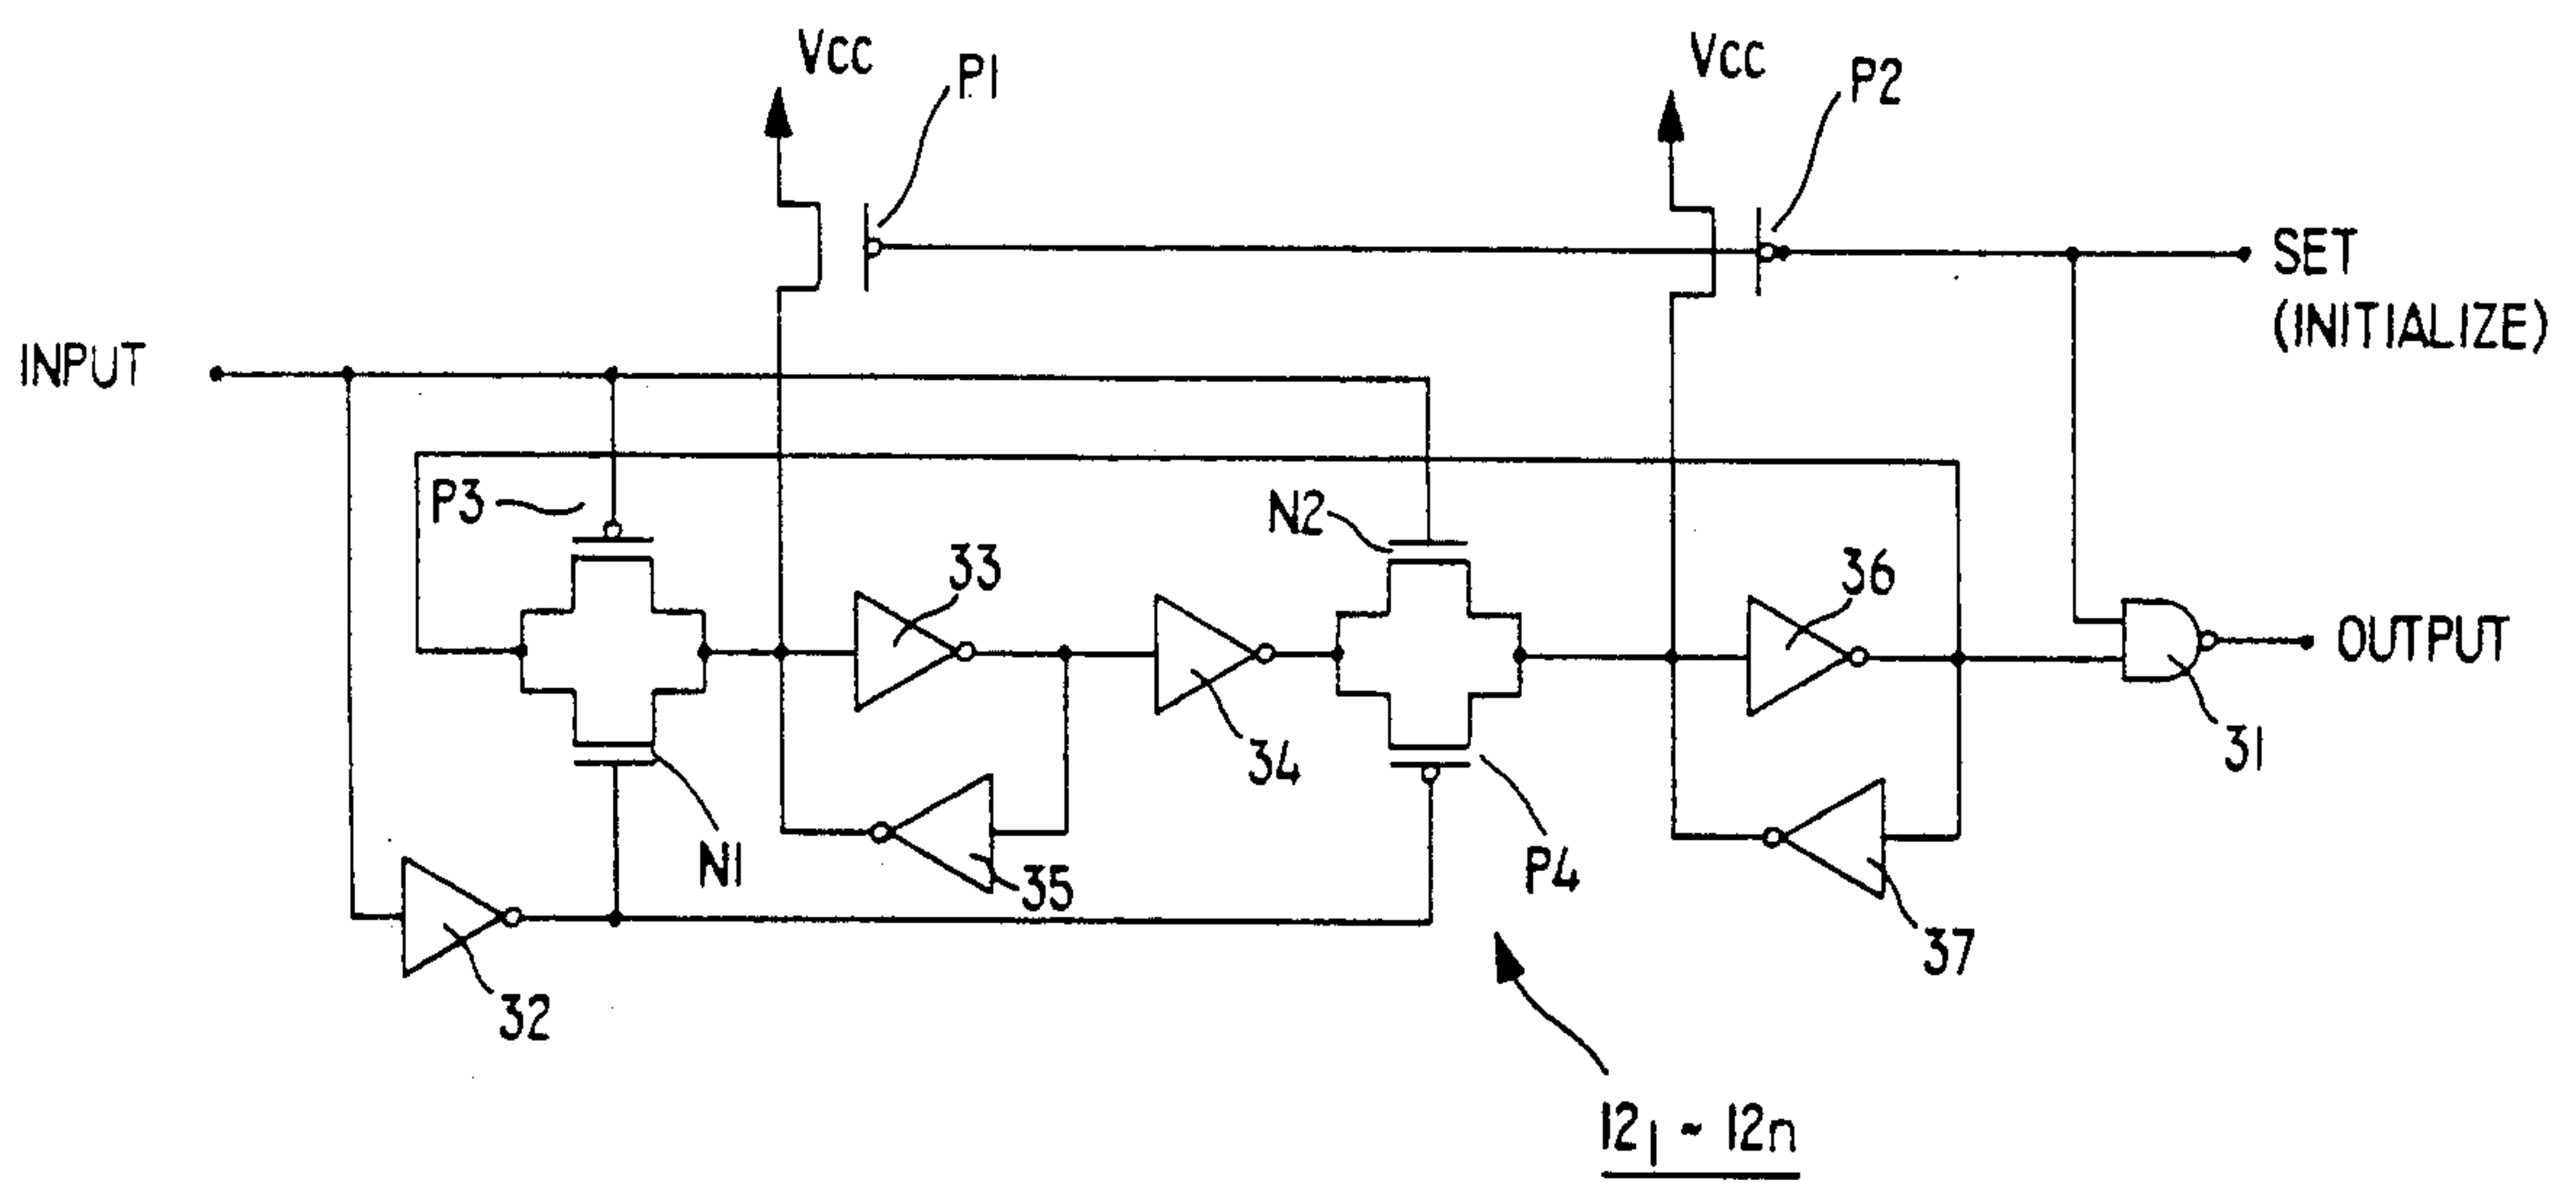 Vcc
P1
Vcc
P2
SET
(INITIALIZE)
INPUT
P3
N2
33
36
OUTPUT
34
31
N1
35
P4
37
32
12₁ ~ 12n